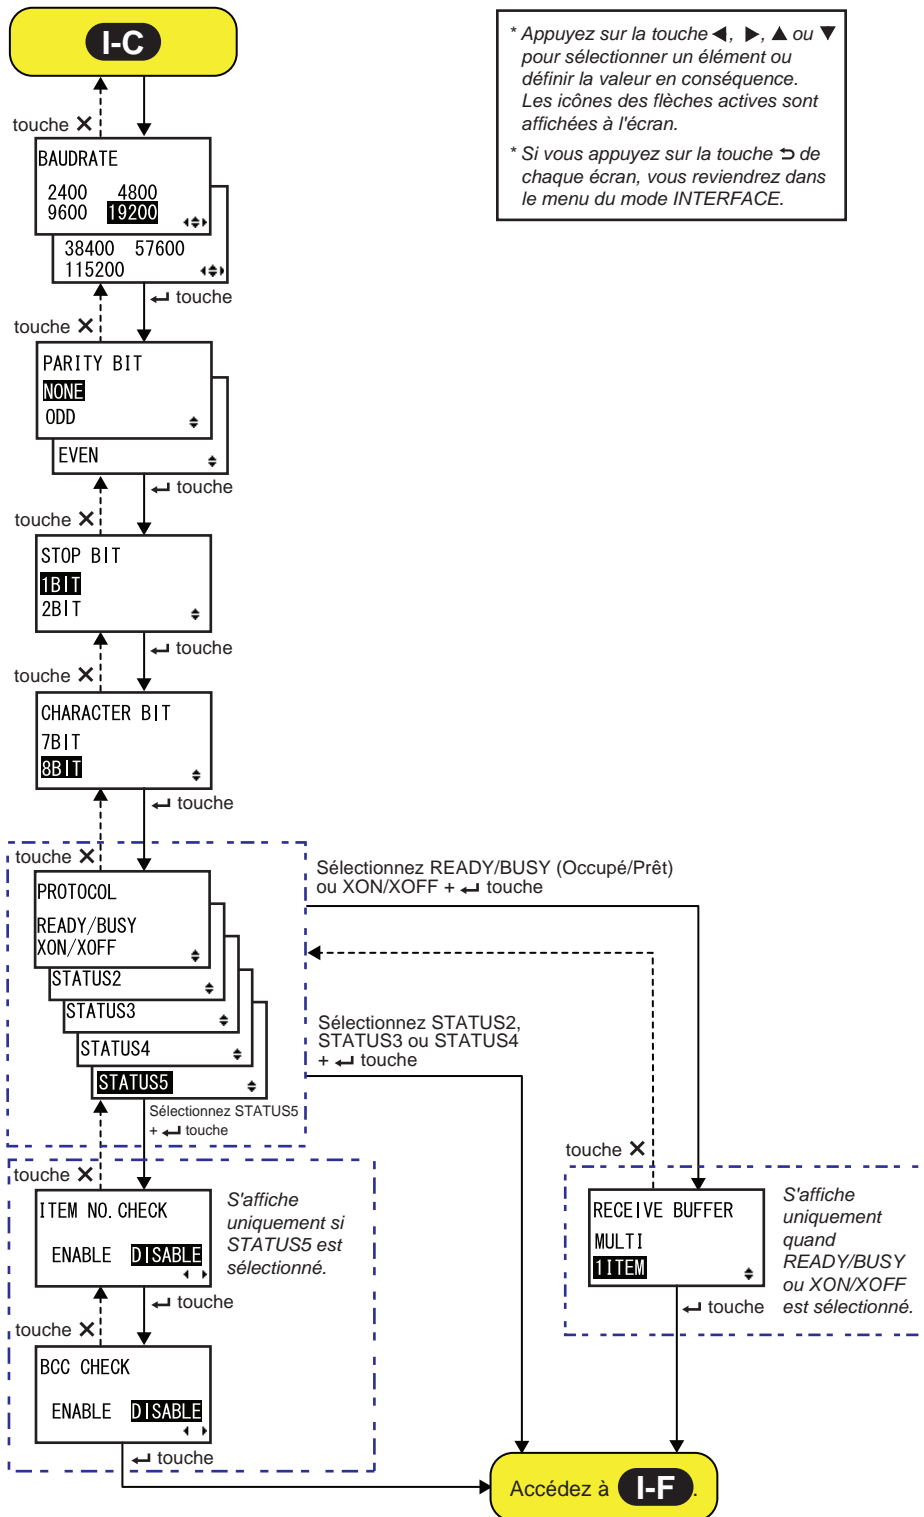 I-C
* Appuyez sur la touche ◀, ▶, ▲ ou ▼
pour sélectionner un élément ou
définir la valeur en conséquence.
Les icônes des flèches actives sont
affichées à l'écran.
* Si vous appuyez sur la touche ⮌ de
chaque écran, vous reviendrez dans
le menu du mode INTERFACE.
touche ✕
BAUDRATE
2400 4800
9600 19200
38400 57600
115200
↵ touche
touche ✕
PARITY BIT
NONE
ODD
EVEN
↵ touche
touche ✕
STOP BIT
1BIT
2BIT
↵ touche
touche ✕
CHARACTER BIT
7BIT
8BIT
↵ touche
touche ✕
PROTOCOL
READY/BUSY
XON/XOFF
STATUS2
STATUS3
STATUS4
STATUS5
Sélectionnez READY/BUSY (Occupé/Prêt)
ou XON/XOFF + ↵ touche
Sélectionnez STATUS2,
STATUS3 ou STATUS4
+ ↵ touche
Sélectionnez STATUS5
+ ↵ touche
touche ✕
ITEM NO.CHECK
ENABLE DISABLE
S'affiche
uniquement si
STATUS5 est
sélectionné.
↵ touche
touche ✕
BCC CHECK
ENABLE DISABLE
↵ touche
touche ✕
RECEIVE BUFFER
MULTI
1ITEM
S'affiche
uniquement
quand
READY/BUSY
ou XON/XOFF
est sélectionné.
↵ touche
Accédez à I-F.